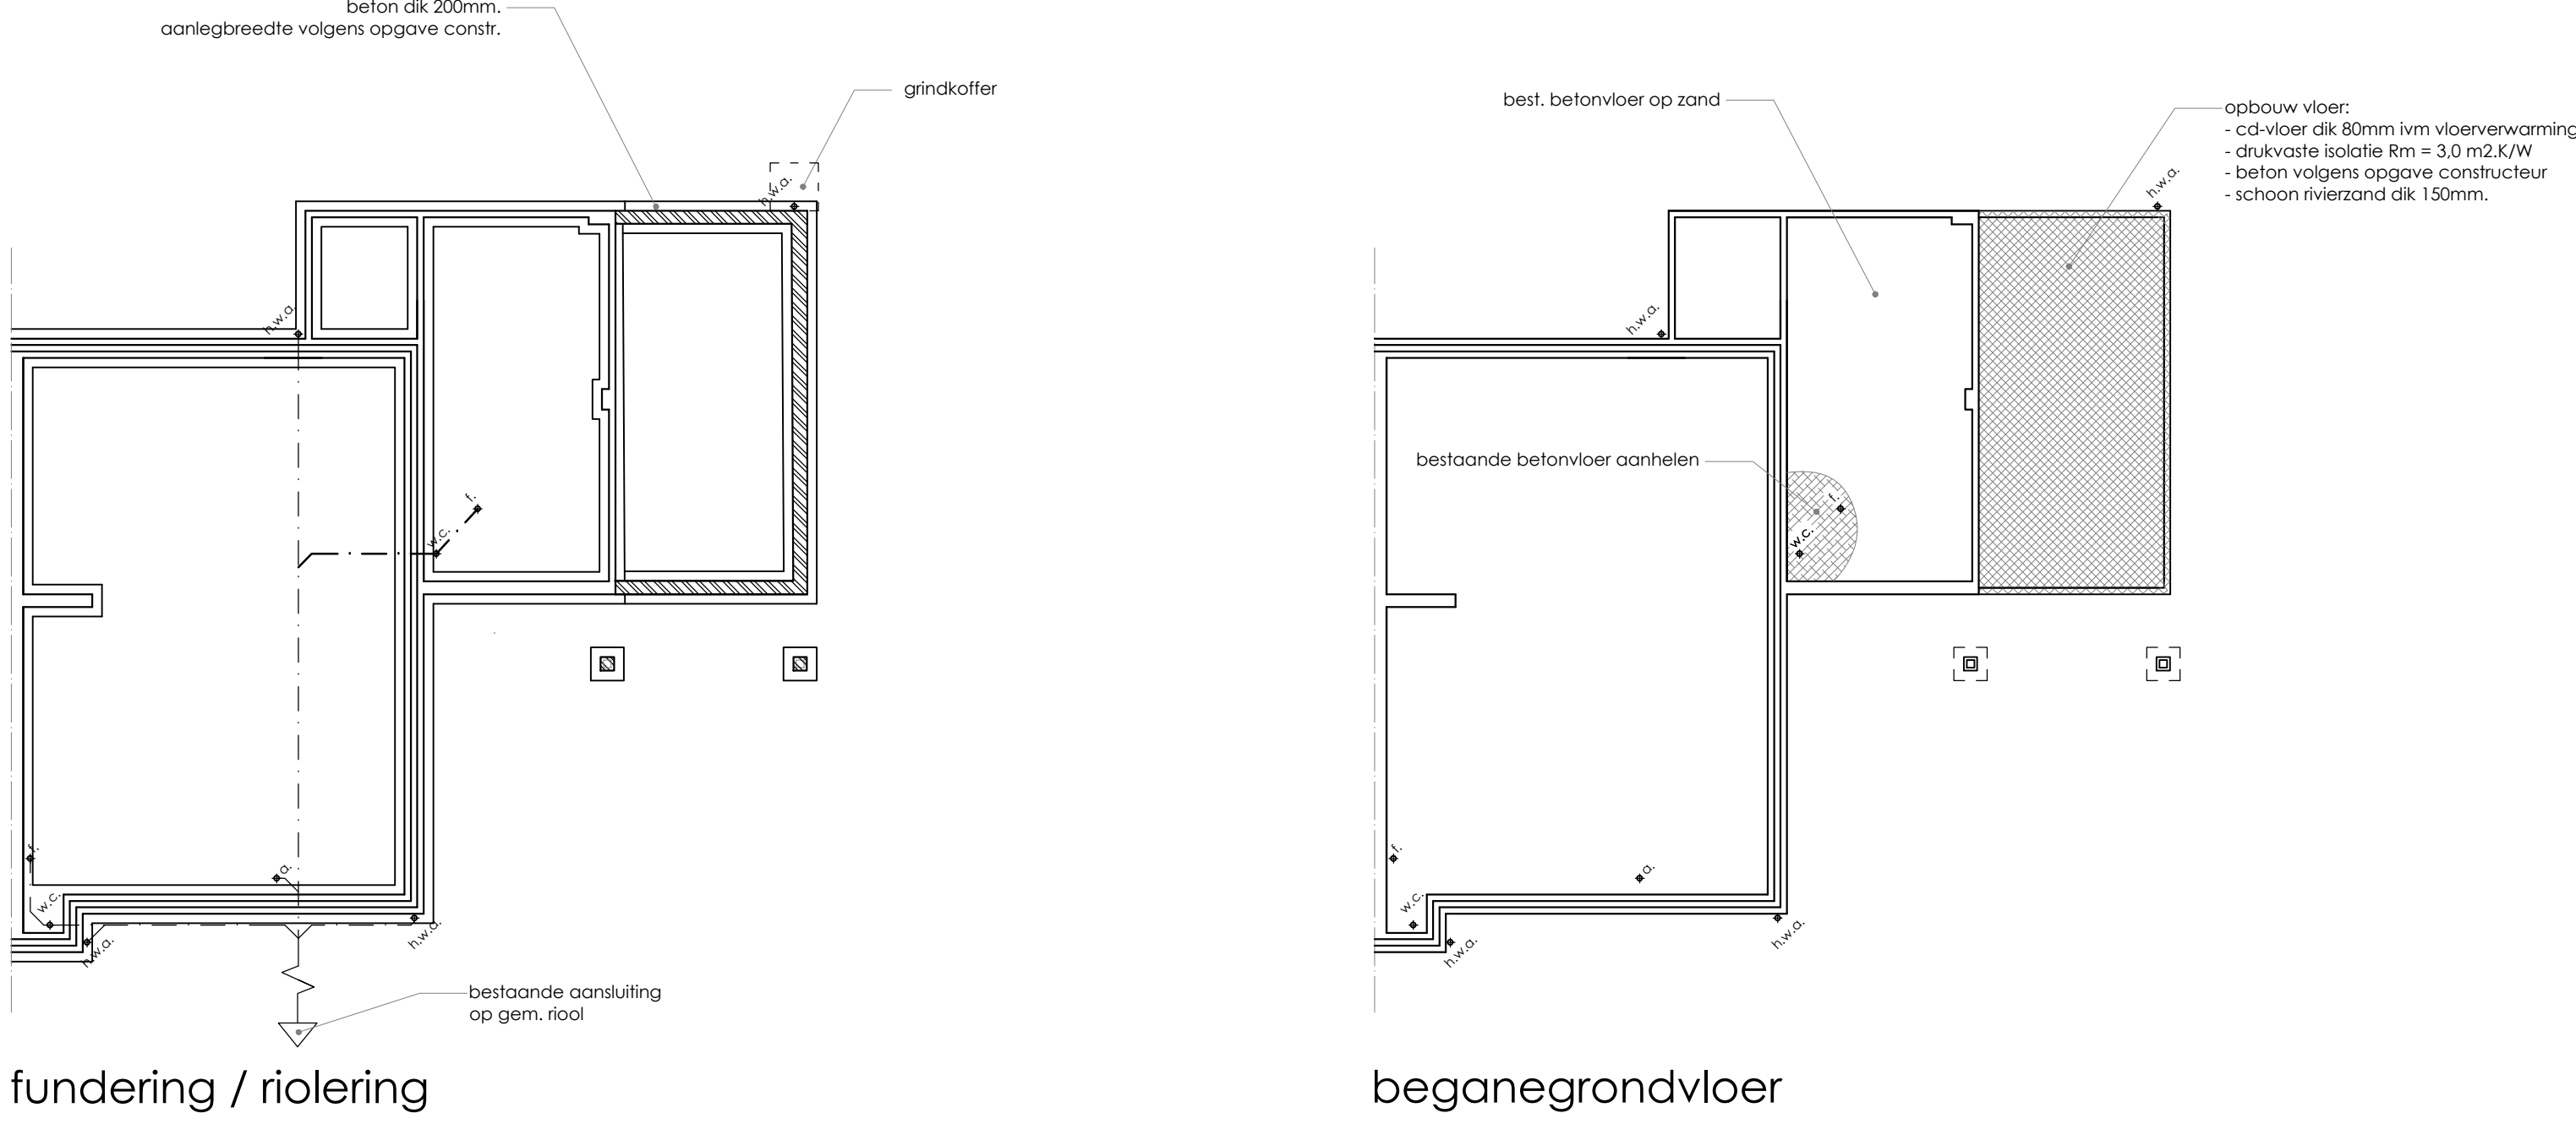 beton dik 200mm.
aanlegbreedte volgens opgave constr.
grindkoffer
h.w.a.
h.w.a.
f.
w.c.
f.
a.
w.c.
h.w.a.
h.w.a.
bestaande aansluiting
op gem. riool
fundering / riolering
best. betonvloer op zand
opbouw vloer:
- cd-vloer dik 80mm ivm vloerverwarming
- drukvaste isolatie Rm = 3,0 m2.K/W
- beton volgens opgave constructeur
- schoon rivierzand dik 150mm.
h.w.a.
h.w.a.
bestaande betonvloer aanhelen
f.
w.c.
f.
a.
w.c.
h.w.a.
h.w.a.
beganegrondvloer